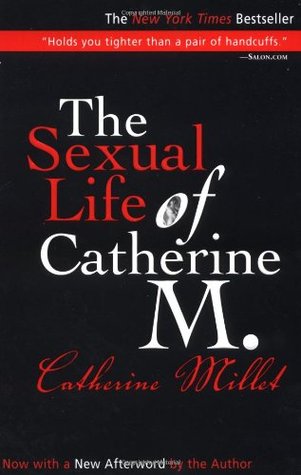 The New York Times Bestseller
"Holds you tighter than a pair of handcuffs."
—SALON.COM
The
Sexual
Life of
Catherine
M.
Catherine Millet
Now with a New Afterword by the Author